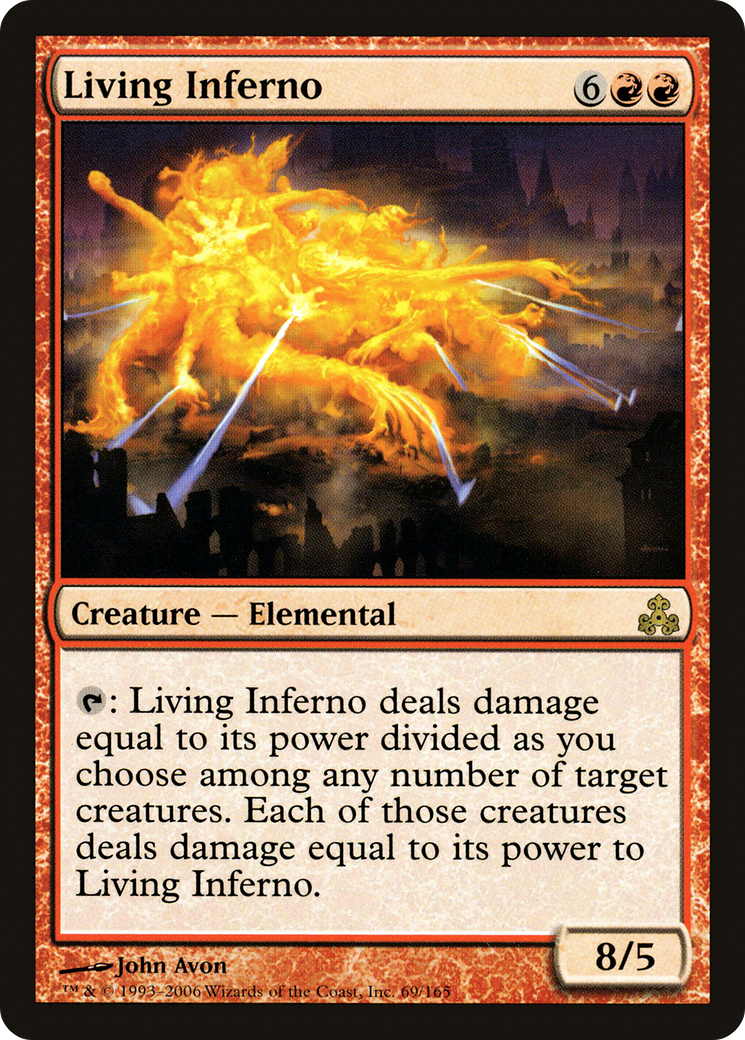 Living Inferno 6
Creature — Elemental
: Living Inferno deals damage
equal to its power divided as you
choose among any number of target
creatures. Each of those creatures
deals damage equal to its power to
Living Inferno.
8/5
John Avon
™ & © 1993–2006 Wizards of the Coast, Inc. 69/165